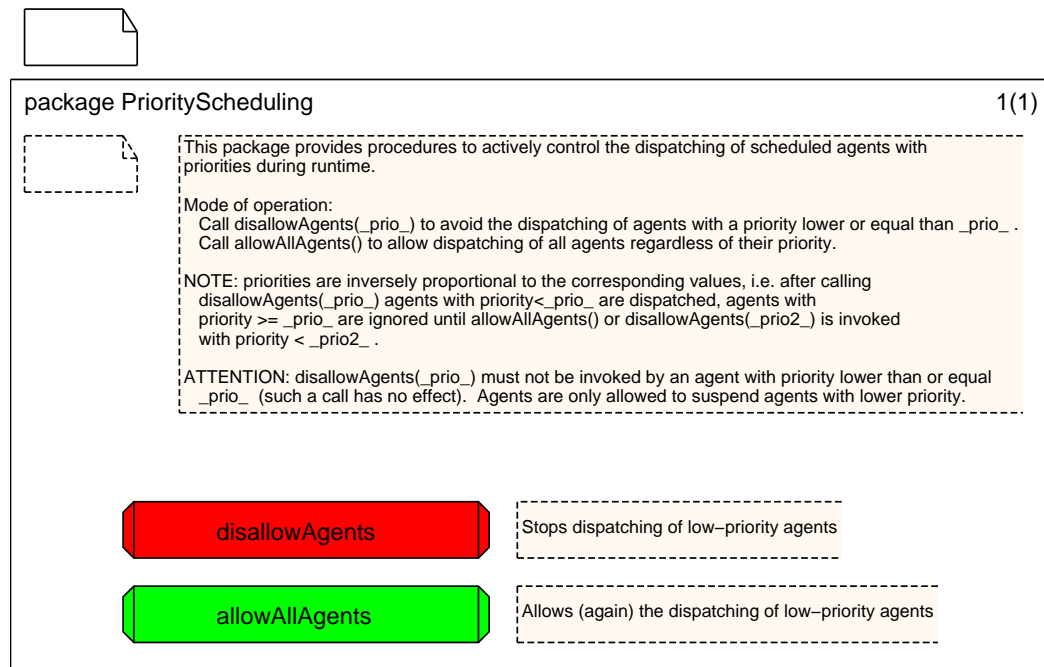 package PriorityScheduling
1(1)
This package provides procedures to actively control the dispatching of scheduled agents with
priorities during runtime.
Mode of operation:
Call disallowAgents(_prio_) to avoid the dispatching of agents with a priority lower or equal than _prio_ .
Call allowAllAgents() to allow dispatching of all agents regardless of their priority.
NOTE: priorities are inversely proportional to the corresponding values, i.e. after calling
disallowAgents(_prio_) agents with priority<_prio_ are dispatched, agents with
priority >= _prio_ are ignored until allowAllAgents() or disallowAgents(_prio2_) is invoked
with priority < _prio2_ .
ATTENTION: disallowAgents(_prio_) must not be invoked by an agent with priority lower than or equal
_prio_ (such a call has no effect). Agents are only allowed to suspend agents with lower priority.
disallowAgents
Stops dispatching of low−priority agents
allowAllAgents
Allows (again) the dispatching of low−priority agents